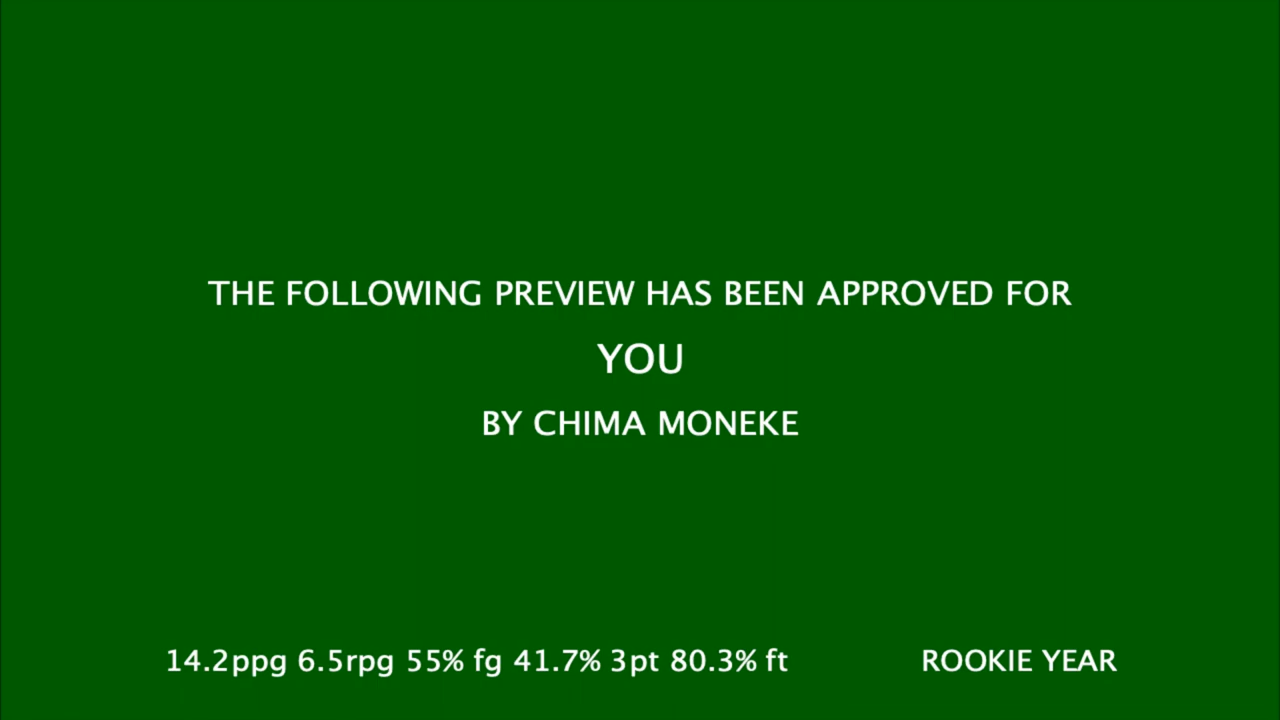 THE FOLLOWING PREVIEW HAS BEEN APPROVED FOR
YOU
BY CHIMA MONEKE
14.2ppg 6.5rpg 55% fg 41.7% 3pt 80.3% ft ROOKIE YEAR